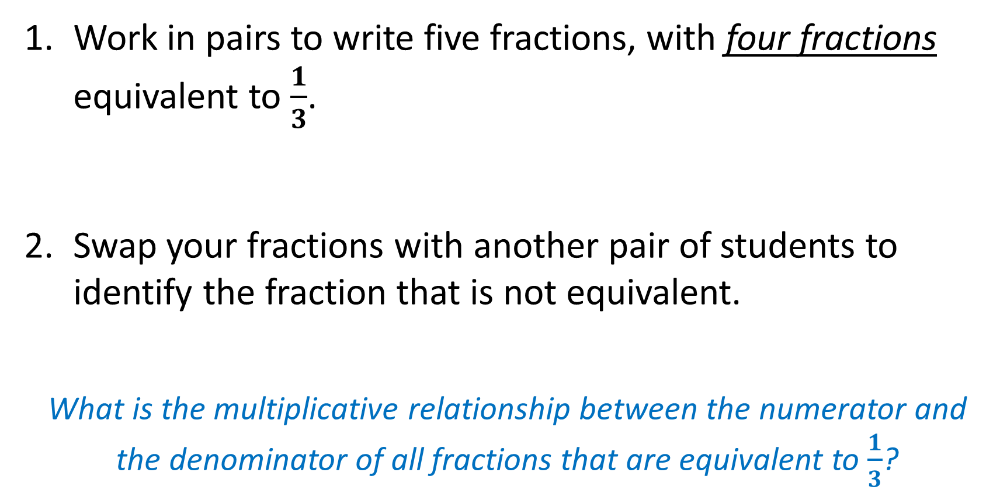 1. Work in pairs to write five fractions, with four fractions
equivalent to 1/3.
2. Swap your fractions with another pair of students to
identify the fraction that is not equivalent.
What is the multiplicative relationship between the numerator and
the denominator of all fractions that are equivalent to 1/3?